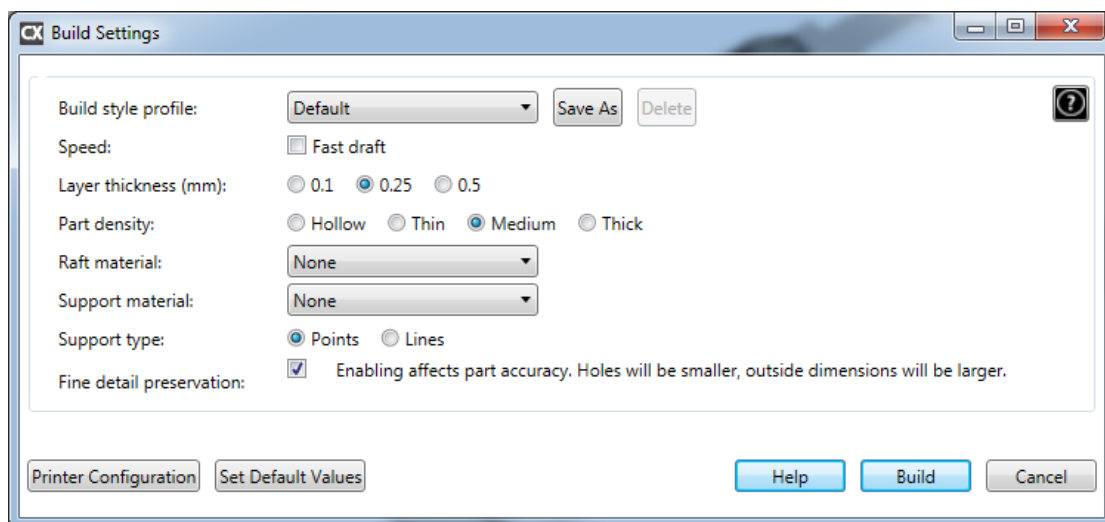 CX Build Settings
Build style profile: Default Save As Delete ?
Speed: Fast draft
Layer thickness (mm): 0.1 0.25 0.5
Part density: Hollow Thin Medium Thick
Raft material: None
Support material: None
Support type: Points Lines
Fine detail preservation: Enabling affects part accuracy. Holes will be smaller, outside dimensions will be larger.
Printer Configuration Set Default Values Help Build Cancel